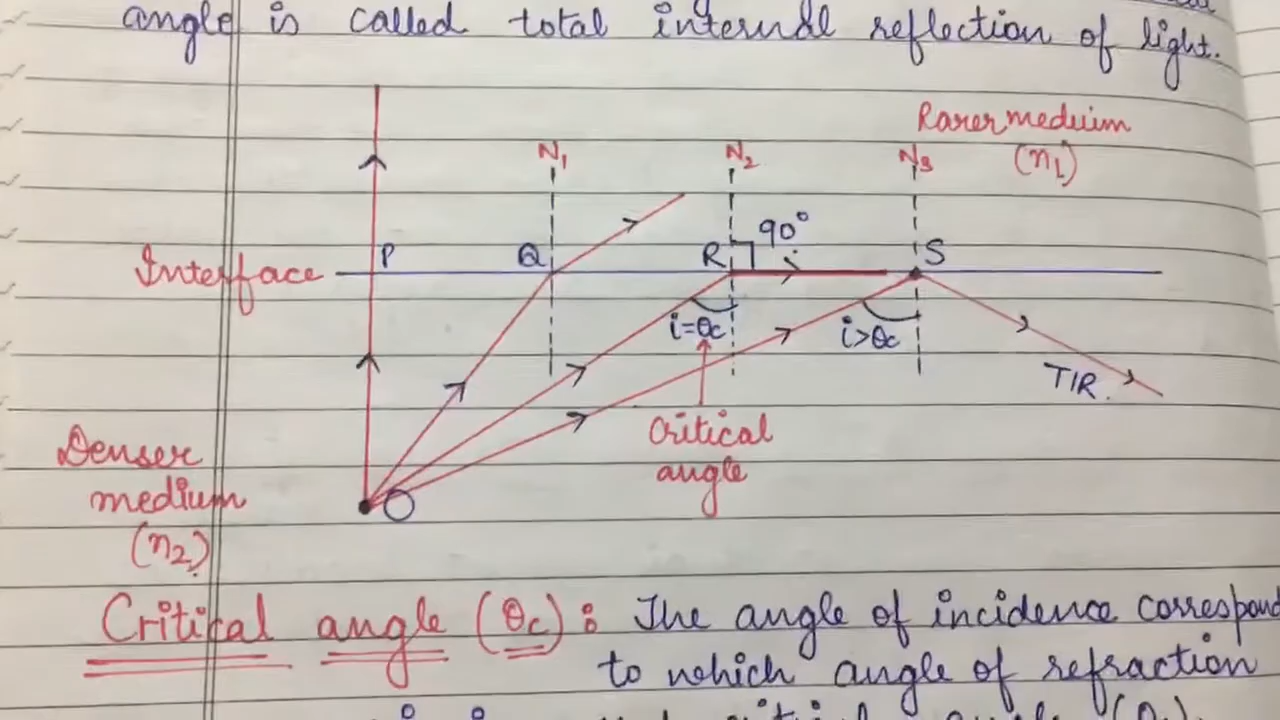 angle is called total internal reflection of light.
Rarer medium
(n1)
N1
N2
N3
90°
Interface
P
Q
R
S
i=θc
i>θc
TIR.
Critical
angle
Denser
medium
(n2)
O
Critical angle (θc): The angle of incidence correspond
to which angle of refraction